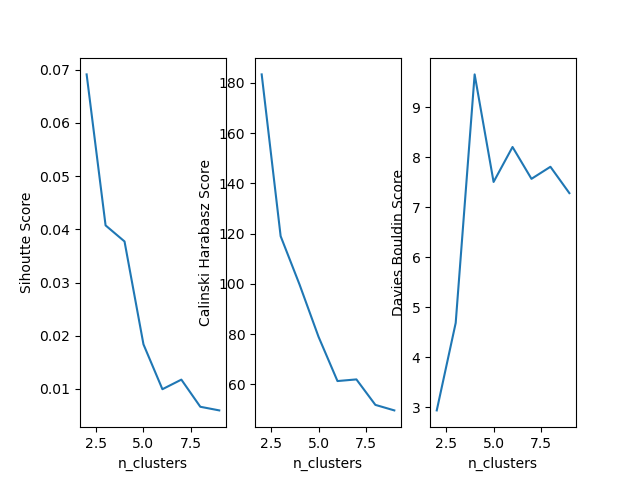 Sihoutte Score
0.07
0.06
0.05
0.04
0.03
0.02
0.01
2.5 5.0 7.5
n_clusters
Calinski Harabasz Score
180
160
140
120
100
80
60
2.5 5.0 7.5
n_clusters
Davies Bouldin Score
9
8
7
6
5
4
3
2.5 5.0 7.5
n_clusters